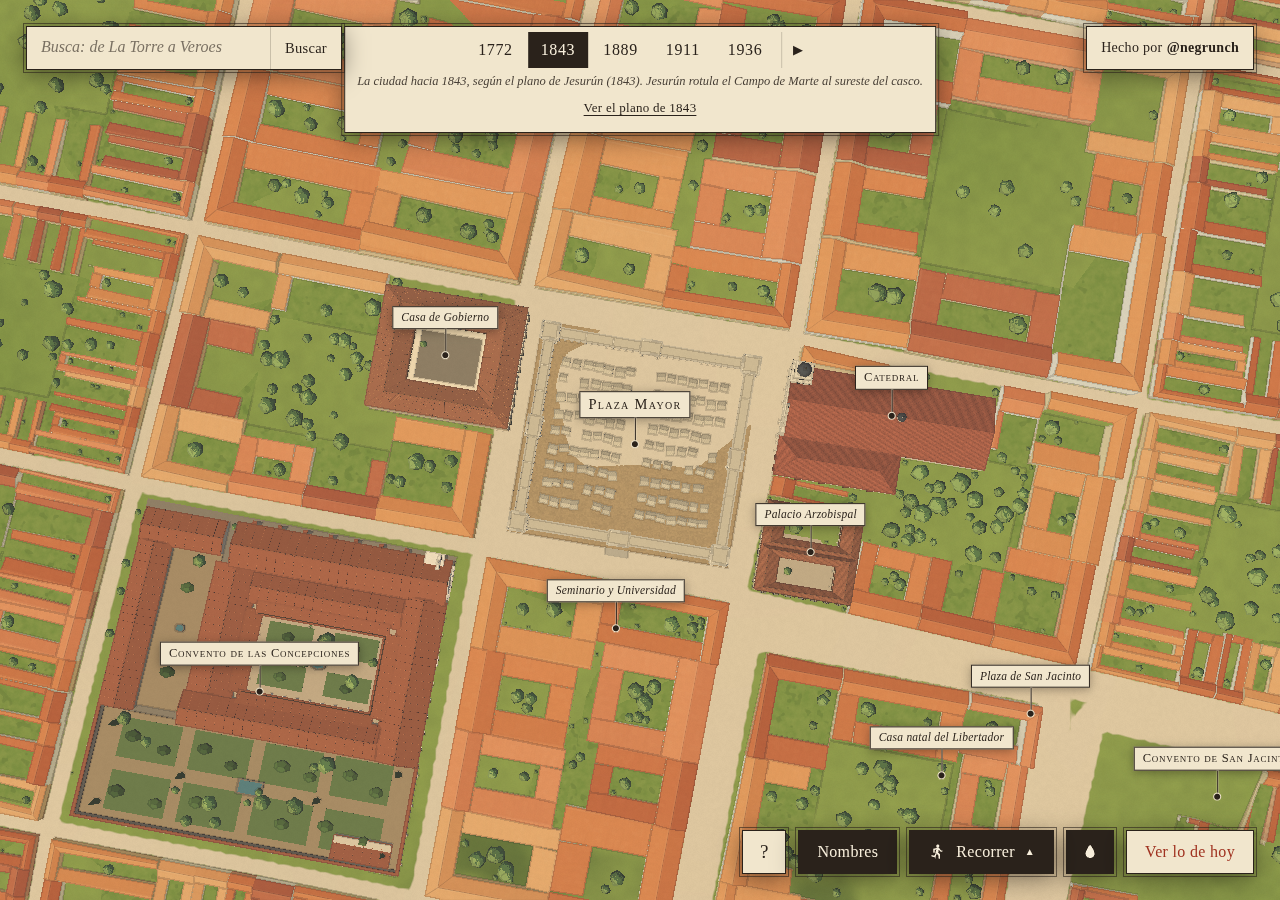 Busca: de La Torre a Veroes
Buscar
1772 1843 1889 1911 1936 ▶
La ciudad hacia 1843, según el plano de Jesurún (1843). Jesurún rotula el Campo de Marte al sureste del casco.
Ver el plano de 1843
Hecho por @negrunch
Casa de Gobierno
Catedral
Plaza Mayor
Palacio Arzobispal
Seminario y Universidad
Convento de las Concepciones
Plaza de San Jacinto
Casa natal del Libertador
Convento de San Jacint
?
Nombres
Recorrer ▲
Ver lo de hoy